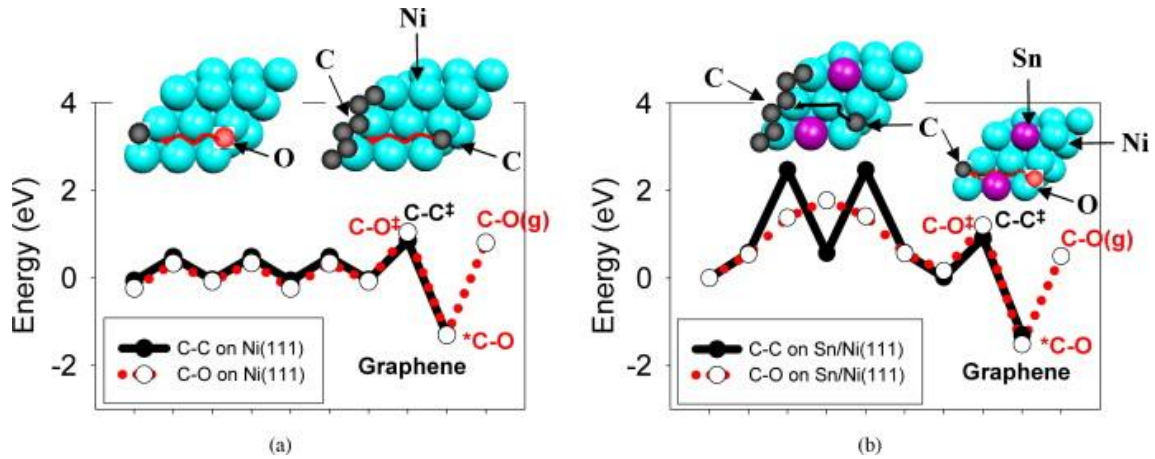 Ni
C
O
C
4
2
0
-2
Energy (eV)
C-O‡
C-C‡
C-O(g)
*C-O
Graphene
C-C on Ni(111)
C-O on Ni(111)
(a)
Sn
C
C
Ni
O
4
2
0
-2
Energy (eV)
C-O‡
C-C‡
C-O(g)
*C-O
Graphene
C-C on Sn/Ni(111)
C-O on Sn/Ni(111)
(b)